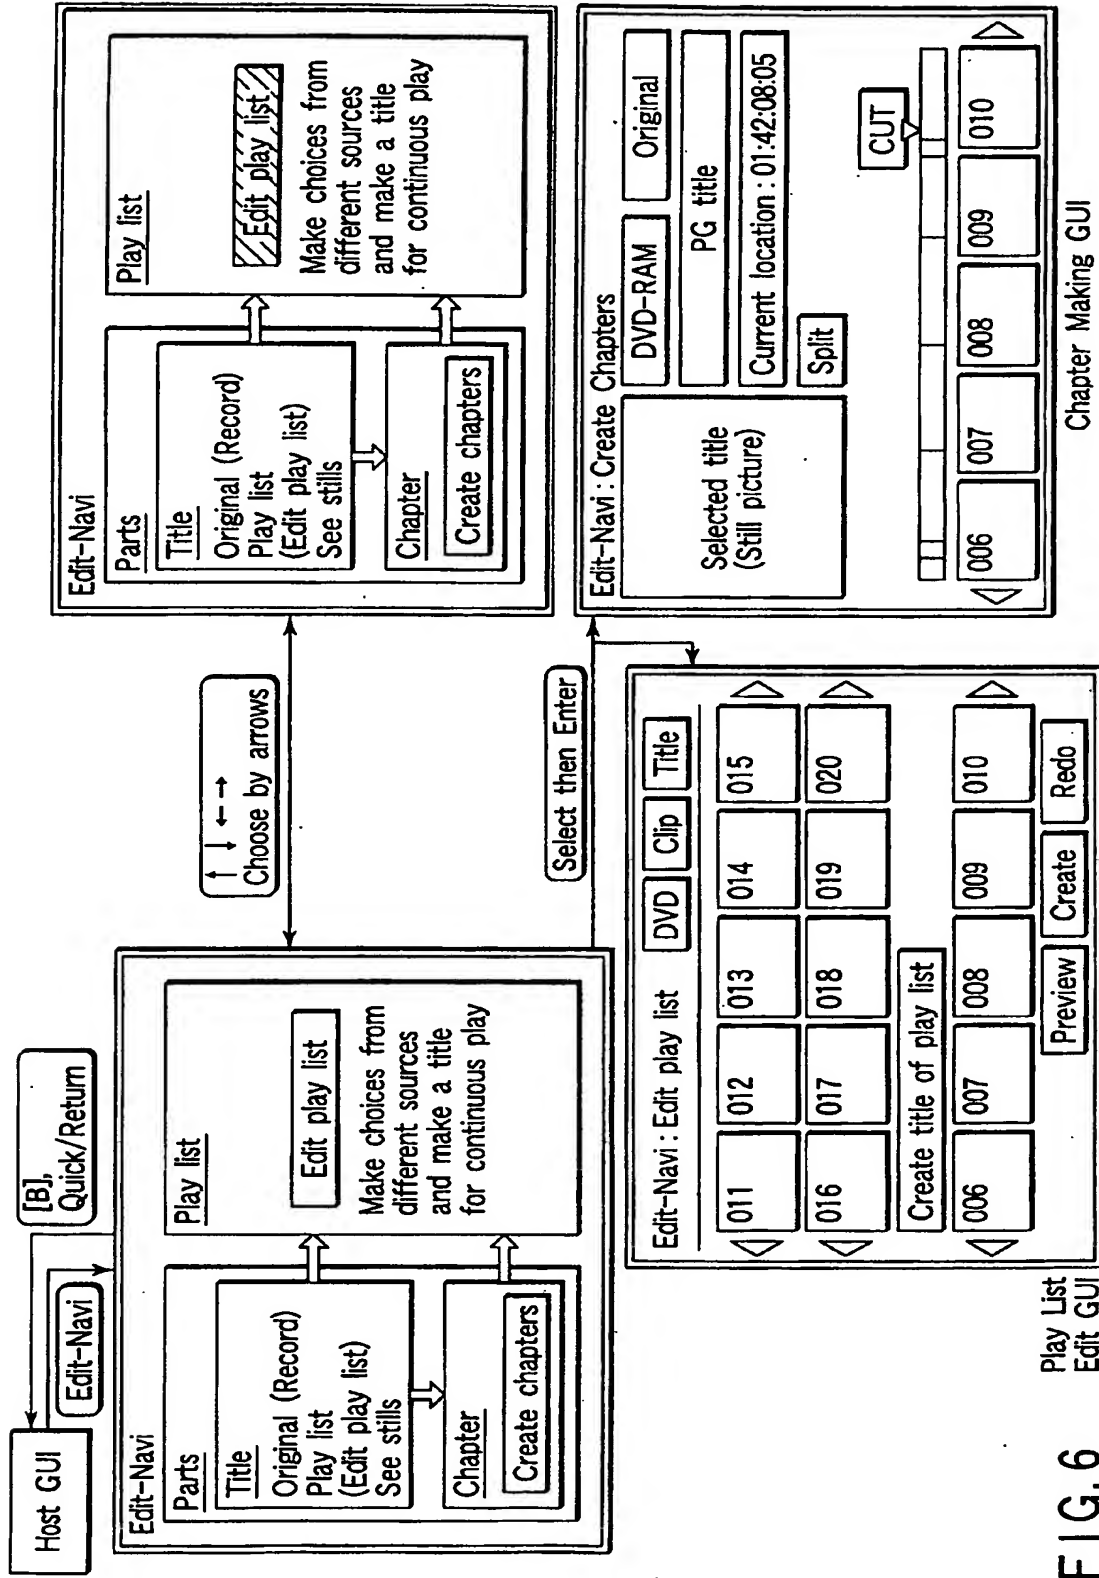 Host GUI
Edit-Navi
[B],
Quick/Return
Edit-Navi
Parts
Title
Original (Record)
Play list
(Edit play list)
See stills
Chapter
Create chapters
Play list
Edit play list
Make choices from
different sources
and make a title
for continuous play
↑ ↓ ← →
Choose by arrows
Edit-Navi
Parts
Title
Original (Record)
Play list
(Edit play list)
See stills
Chapter
Create chapters
Play list
Edit play list
Make choices from
different sources
and make a title
for continuous play
Select then Enter
Edit-Navi : Edit play list
DVD Clip Title
011 012 013 014 015
016 017 018 019 020
Create title of play list
006 007 008 009 010
Preview Create Redo
Play List
Edit GUI
Edit-Navi : Create Chapters
Selected title
(Still picture)
DVD-RAM Original
PG title
Current location : 01:42:08:05
Split
CUT
006 007 008 009 010
Chapter Making GUI
FIG. 6